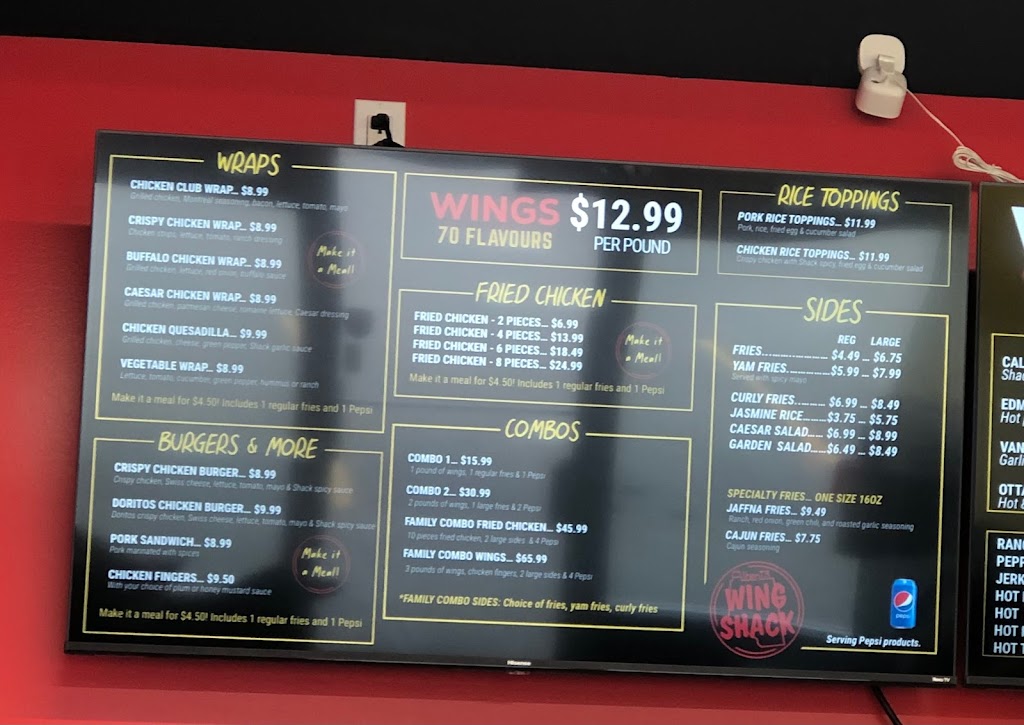 WRAPS
CHICKEN CLUB WRAP... $8.99
Grilled chicken, Montreal seasoning, bacon, lettuce, tomato, mayo
CRISPY CHICKEN WRAP... $8.99
Chicken strips, lettuce, tomato, ranch dressing
BUFFALO CHICKEN WRAP... $8.99
Grilled chicken, lettuce, red onion, buffalo sauce
CAESAR CHICKEN WRAP... $8.99
Grilled chicken, parmesan cheese, romaine lettuce, Caesar dressing
CHICKEN QUESADILLA... $9.99
Grilled chicken, cheese, green pepper, Shack garlic sauce
VEGETABLE WRAP... $8.99
Lettuce, tomato, cucumber, green pepper, hummus or ranch
Make it
a Meal!
Make it a meal for $4.50! Includes 1 regular fries and 1 Pepsi
BURGERS & MORE
CRISPY CHICKEN BURGER... $8.99
Crispy chicken, Swiss cheese, lettuce, tomato, mayo & Shack spicy sauce
DORITOS CHICKEN BURGER... $9.99
Doritos crispy chicken, Swiss cheese, lettuce, tomato, mayo & Shack spicy sauce
PORK SANDWICH... $8.99
Pork marinated with spices
CHICKEN FINGERS... $9.50
With your choice of plum or honey mustard sauce
Make it
a Meal!
Make it a meal for $4.50! Includes 1 regular fries and 1 Pepsi
WINGS $12.99
70 FLAVOURS PER POUND
FRIED CHICKEN
FRIED CHICKEN - 2 PIECES... $6.99
FRIED CHICKEN - 4 PIECES... $13.99
FRIED CHICKEN - 6 PIECES... $18.49
FRIED CHICKEN - 8 PIECES... $24.99
Make it
a Meal!
Make it a meal for $4.50! Includes 1 regular fries and 1 Pepsi
COMBOS
COMBO 1... $15.99
1 pound of wings, 1 regular fries & 1 Pepsi
COMBO 2... $30.99
2 pounds of wings, 1 large fries & 2 Pepsi
FAMILY COMBO FRIED CHICKEN... $45.99
10 pieces fried chicken, 2 large sides & 4 Pepsi
FAMILY COMBO WINGS... $65.99
3 pounds of wings, chicken fingers, 2 large sides & 4 Pepsi
*FAMILY COMBO SIDES: Choice of fries, yam fries, curly fries
RICE TOPPINGS
PORK RICE TOPPINGS... $11.99
Pork, rice, fried egg & cucumber salad
CHICKEN RICE TOPPINGS... $11.99
Crispy chicken with Shack spicy, fried egg & cucumber salad
SIDES
REG LARGE
FRIES.................... $4.49 ... $6.75
YAM FRIES............$5.99 ... $7.99
Served with spicy mayo
CURLY FRIES.......... $6.99 ... $8.49
JASMINE RICE........$3.75 ... $5.75
CAESAR SALAD..... $6.99 ... $8.99
GARDEN SALAD.....$6.49 ... $8.49
SPECIALTY FRIES... ONE SIZE 16OZ
JAFFNA FRIES... $9.49
Ranch, red onion, green chili, and roasted garlic seasoning
CAJUN FRIES... $7.75
Cajun seasoning
WING
SHACK
pepsi
Serving Pepsi products.
Hisense
Roku TV
W
CAL
Sha
EDM
Hot
VAN
Garli
OTTA
Hot &
RANC
PEPP
JERK
HOT
HOT
HOT
HOT T